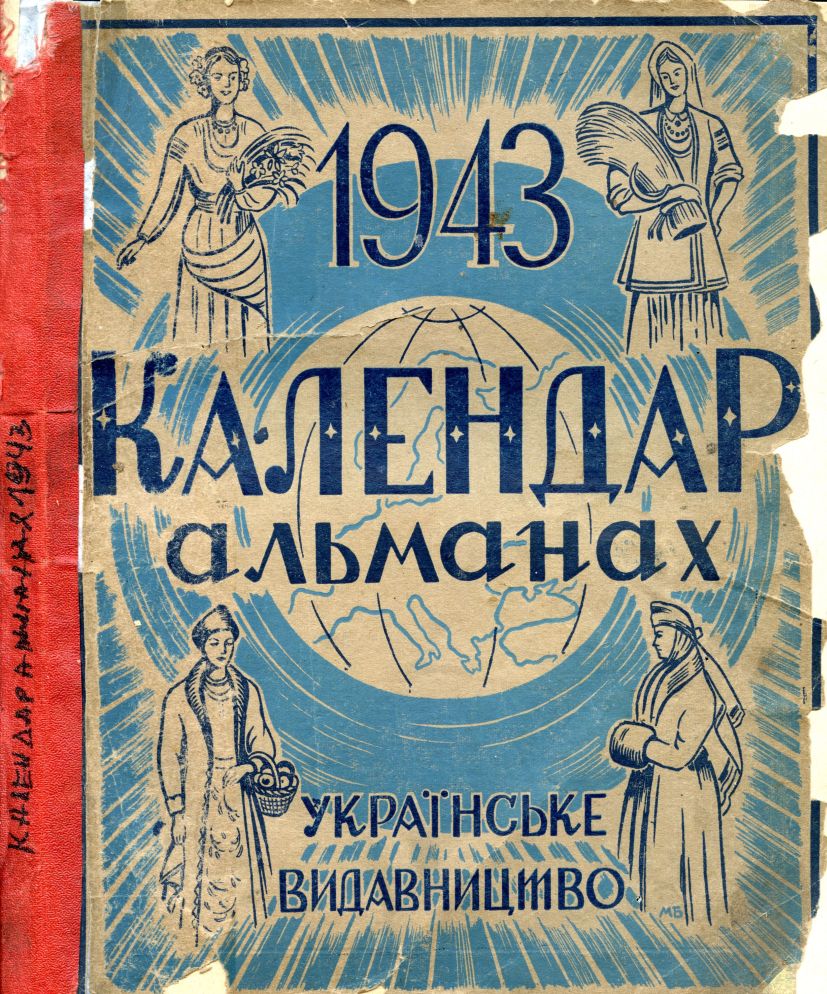 1943
КАЛЕНДАР
альманах
УКРАЇНСЬКЕ
ВИДАВНИЦТВО
МБ
КАЛЕНДАР АЛЬМАНАХ 1943